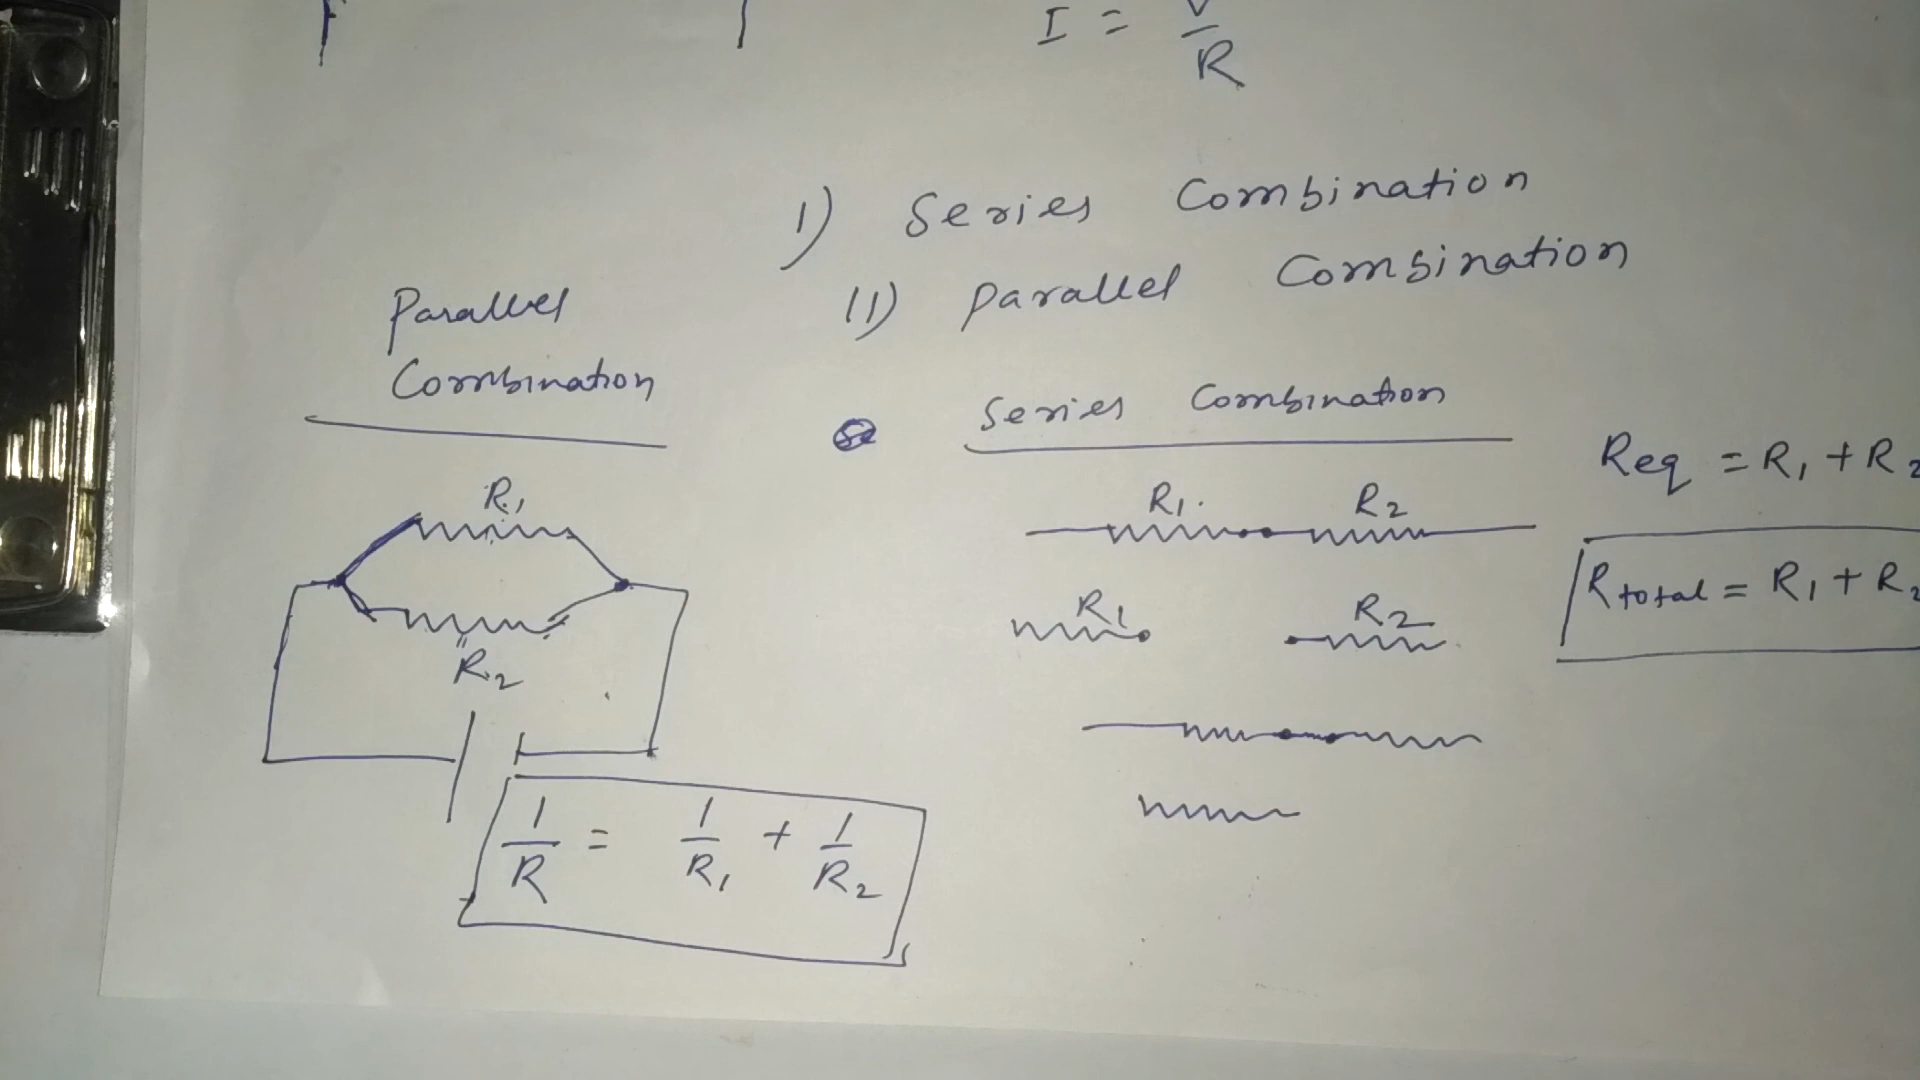 I = V/R
I) Series Combination
II) Parallel Combination
Parallel
Combination
R1
R2
1/R = 1/R1 + 1/R2
Series Combination
R1 R2
R1 R2
Req = R1 + R2
Rtotal = R1 + R2